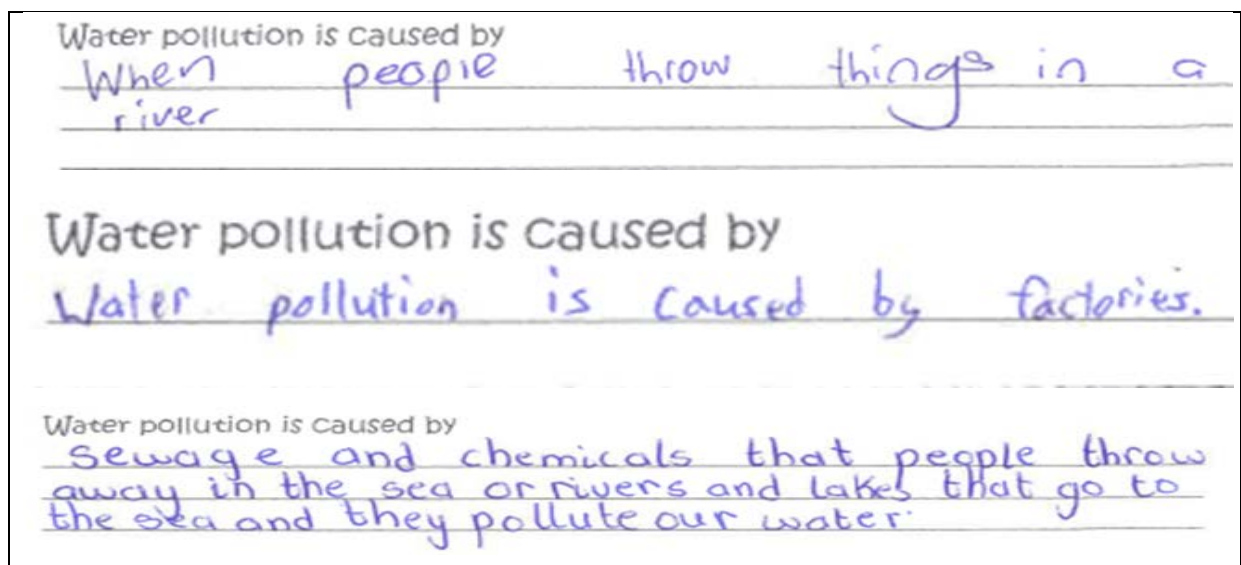 Water pollution is caused by
When people throw things in a
river
Water pollution is caused by
Water pollution is caused by factories.
Water pollution is caused by
sewage and chemicals that people throw
away in the sea or rivers and lakes that go to
the sea and they pollute our water.